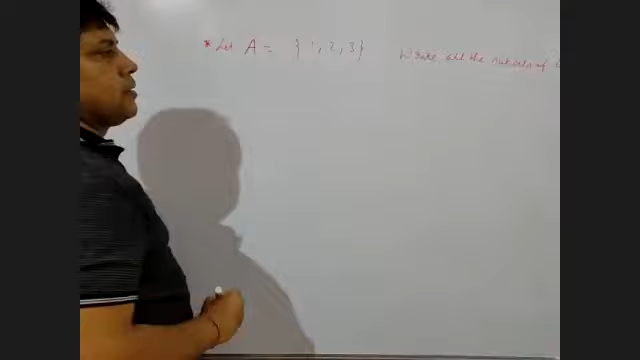 * Let A = { 1, 2, 3 } Write all the subsets of